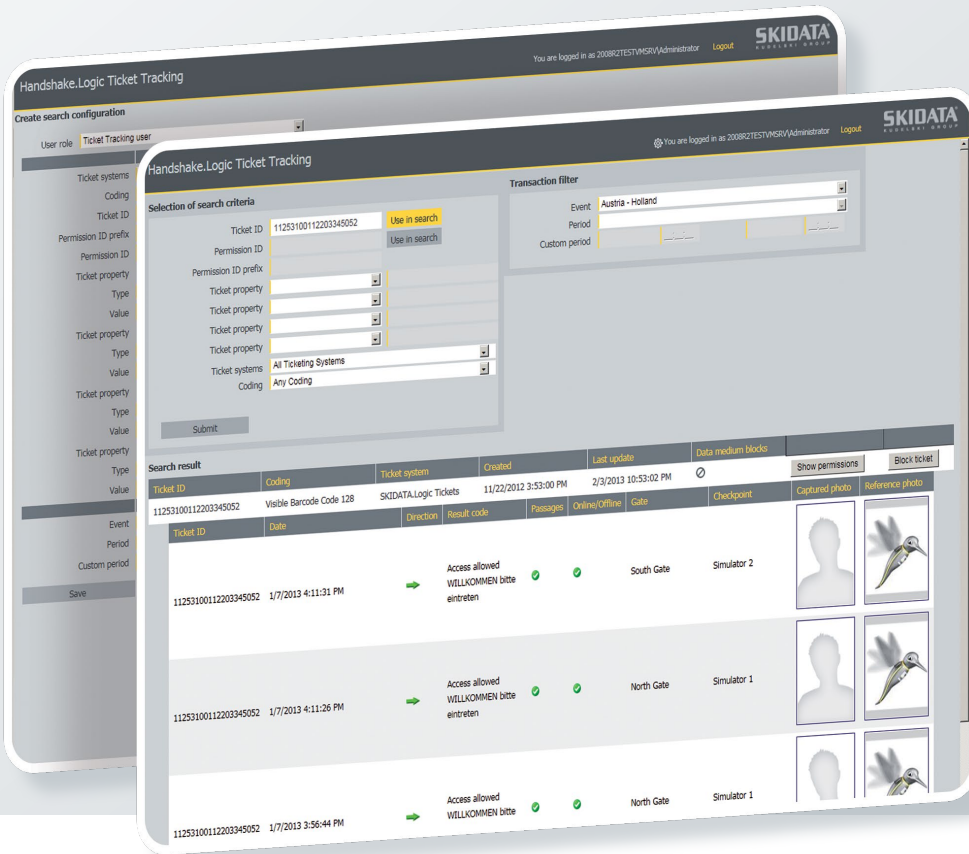 Handshake.Logic Ticket Tracking
You are logged in as 2008R2TESTVMSRV\Administrator
Logout
SKIDATA
KUDELSKI GROUP
Create search configuration
User role
Ticket Tracking user
Ticket systems
Coding
Ticket ID
Permission ID prefix
Permission ID
Ticket property
Type
Value
Ticket property
Type
Value
Ticket property
Type
Value
Ticket property
Type
Value
Event
Period
Custom period
Save
Handshake.Logic Ticket Tracking
You are logged in as 2008R2TESTVMSRV\Administrator
Logout
SKIDATA
KUDELSKI GROUP
Selection of search criteria
Ticket ID 11253100112203345052 Use in search
Permission ID Use in search
Permission ID prefix
Ticket property
Ticket property
Ticket property
Ticket property
Ticket systems All Ticketing Systems
Coding Any Coding
Submit
Transaction filter
Event Austria - Holland
Period
Custom period __:__:__ __:__:__
Search result
Ticket ID Coding Ticket system Created Last update Data medium blocks
11253100112203345052 Visible Barcode Code 128 SKIDATA.Logic Tickets 11/22/2012 3:53:00 PM 2/3/2013 10:53:02 PM Show permissions Block ticket
Ticket ID Date Direction Result code Passages Online/Offline Gate Checkpoint Captured photo Reference photo
Access allowed
WILLKOMMEN bitte
eintreten
11253100112203345052 1/7/2013 4:11:31 PM South Gate Simulator 2
Access allowed
WILLKOMMEN bitte
eintreten
11253100112203345052 1/7/2013 4:11:26 PM North Gate Simulator 1
Access allowed
WILLKOMMEN bitte
eintreten
11253100112203345052 1/7/2013 3:56:44 PM North Gate Simulator 1